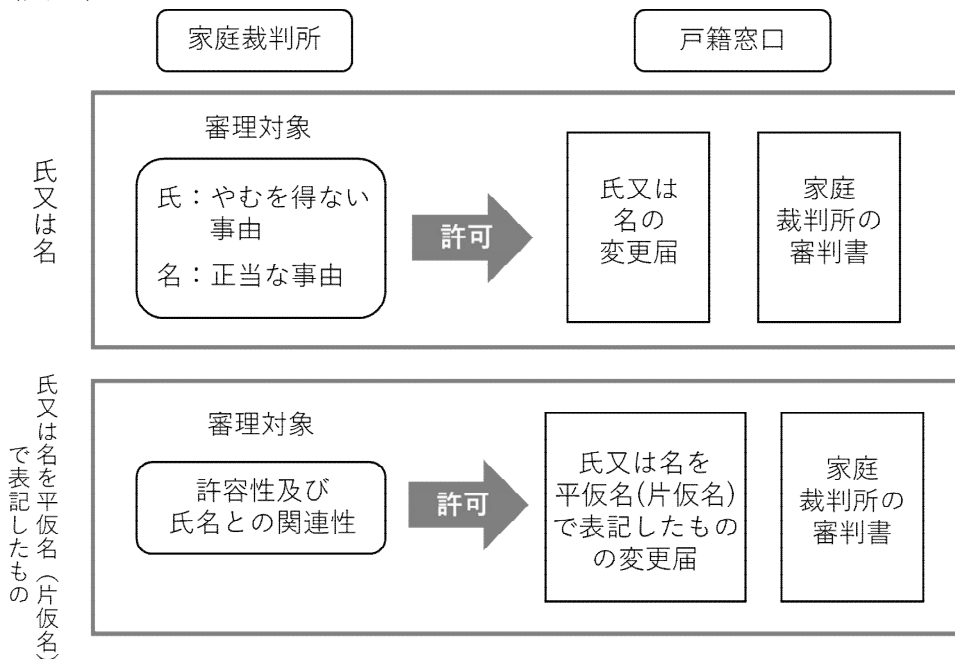 家庭裁判所
戸籍窓口
氏又は名
審理対象
氏：やむを得ない
事由
名：正当な事由
許可
氏又は
名の
変更届
家庭
裁判所の
審判書
氏又は名を平仮名（片仮名）
で表記したもの
審理対象
許容性及び
氏名との関連性
許可
氏又は名を
平仮名(片仮名)
で表記したもの
の変更届
家庭
裁判所の
審判書